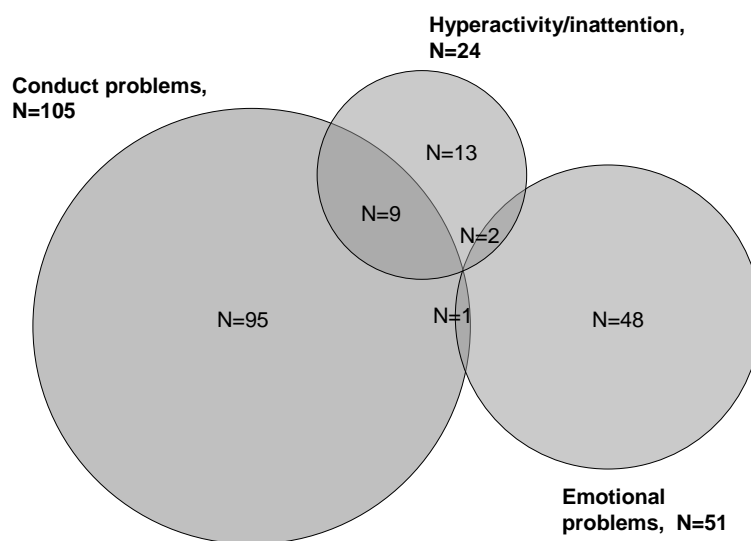 Hyperactivity/inattention,
N=24
Conduct problems,
N=105
N=13
N=9
N=2
N=95
N=1
N=48
Emotional
problems,  N=51